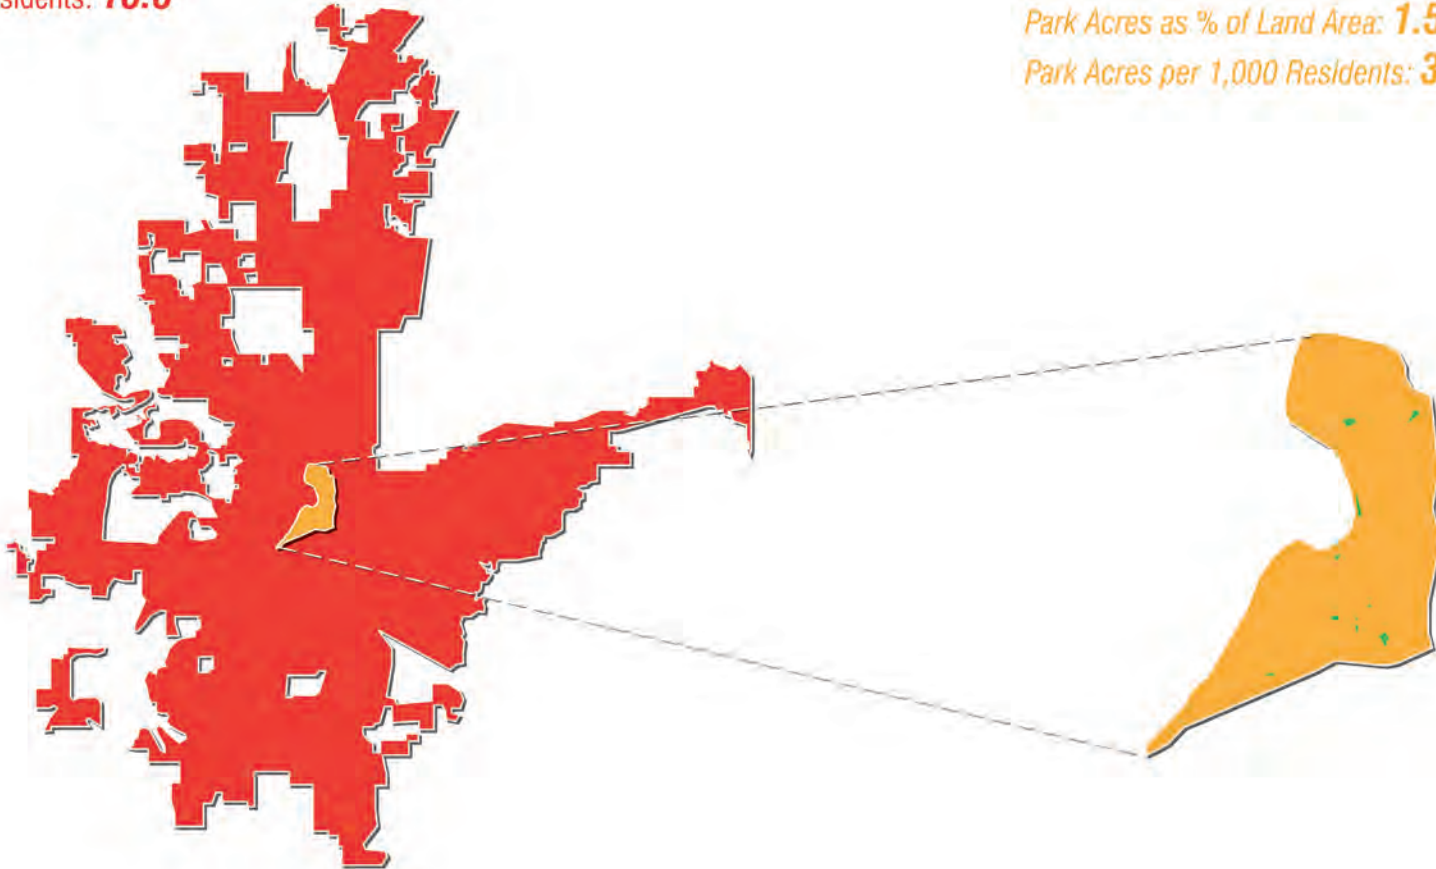 sidents:
Park Acres as % of Land Area: 1.5
Park Acres per 1,000 Residents: 3